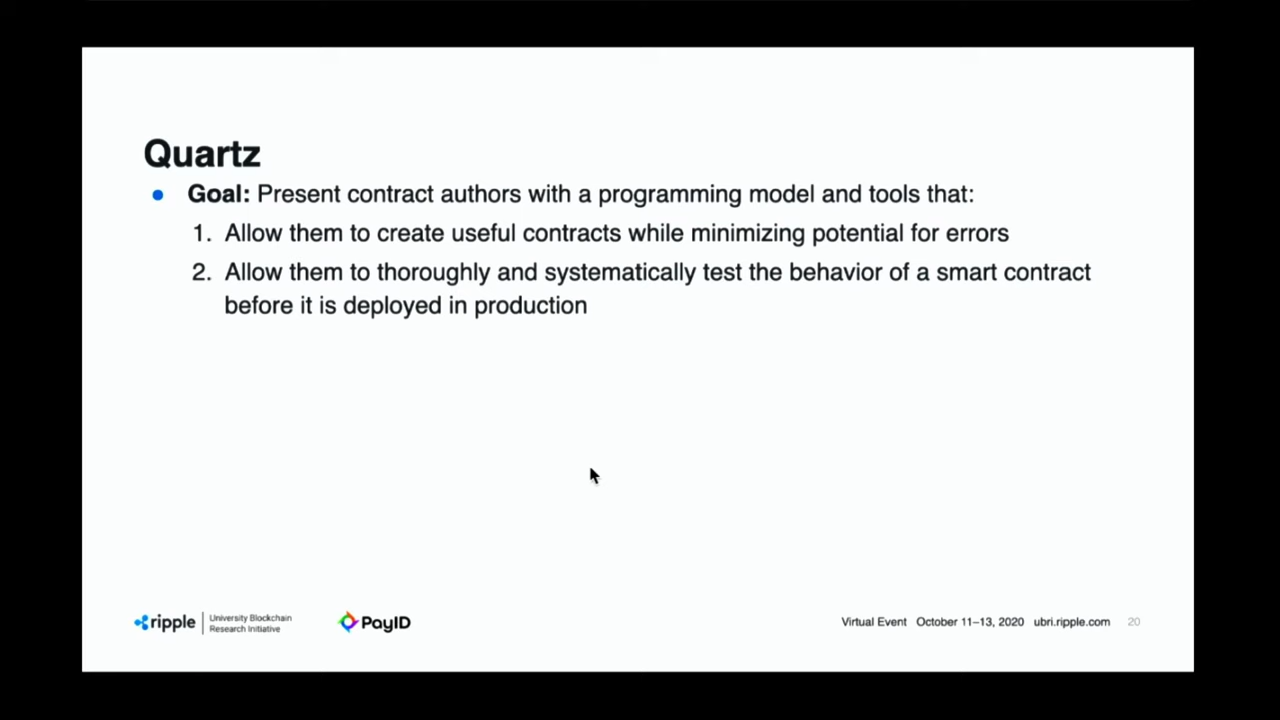 Quartz
Goal: Present contract authors with a programming model and tools that:
1. Allow them to create useful contracts while minimizing potential for errors
2. Allow them to thoroughly and systematically test the behavior of a smart contract
before it is deployed in production
ripple
University Blockchain
Research Initiative
PayID
Virtual Event October 11–13, 2020 ubri.ripple.com 20